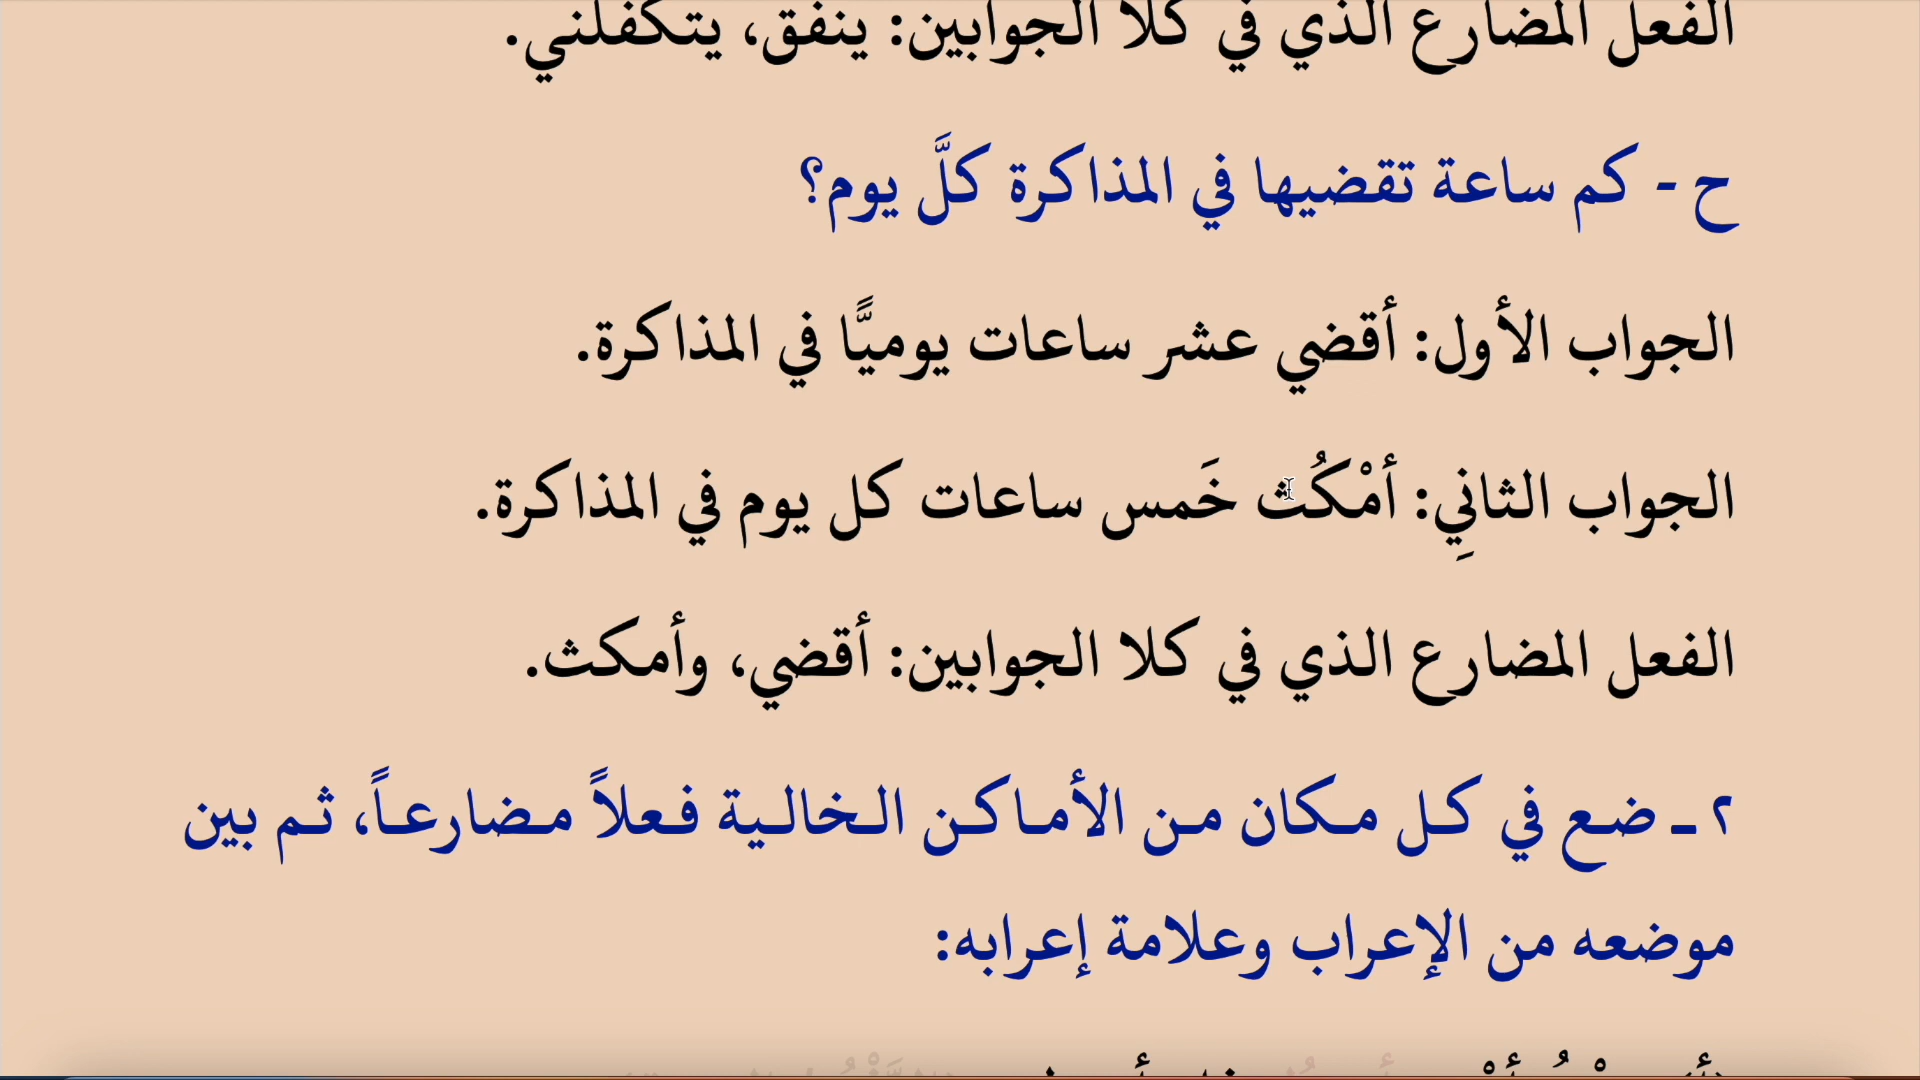 الفعل المضارع الذي في كلا الجوابين: ينفق، يتكفلني.
ح - كم ساعة تقضيها في المذاكرة كلَّ يوم؟
الجواب الأول: أقضي عشر ساعات يوميًّا في المذاكرة.
الجواب الثانِي: أمْكُث خَمس ساعات كل يوم في المذاكرة.
الفعل المضارع الذي في كلا الجوابين: أقضي، وأمكث.
٢ ـ ضع في كل مكان من الأماكن الخالية فعلاً مضارعاً، ثم بين
موضعه من الإعراب وعلامة إعرابه: